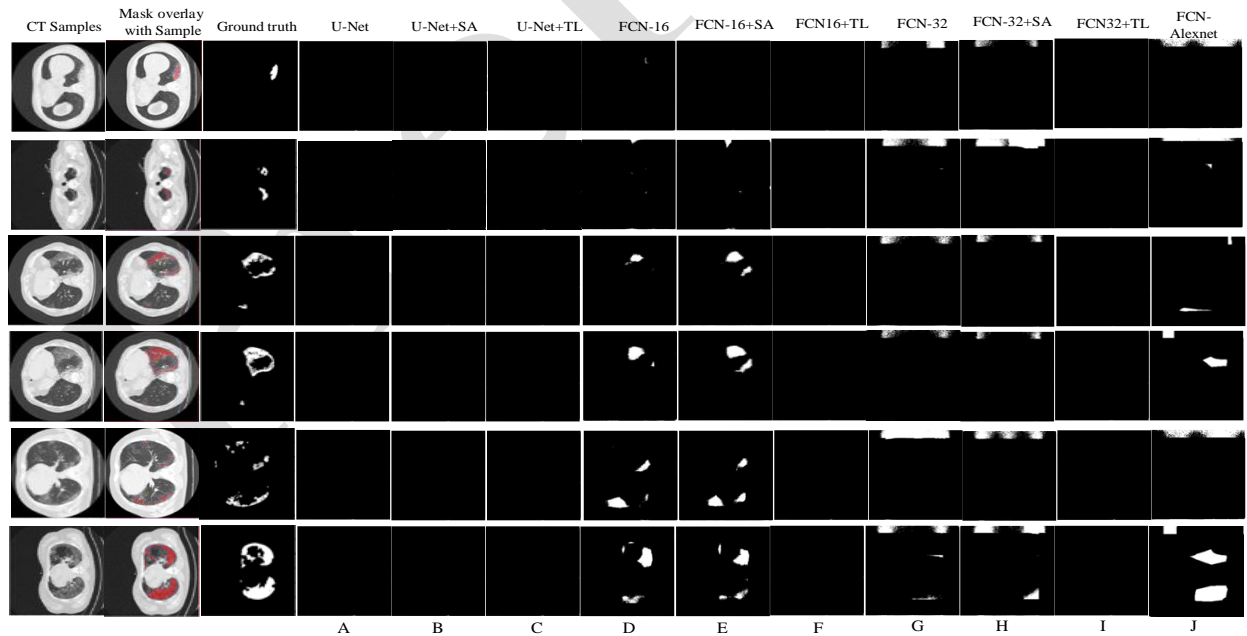 CT Samples
Mask overlay
with Sample
Ground truth
U-Net
U-Net+SA
U-Net+TL
FCN-16
FCN-16+SA
FCN16+TL
FCN-32
FCN-32+SA
FCN32+TL
FCN-
Alexnet
A B C D E F G H I J